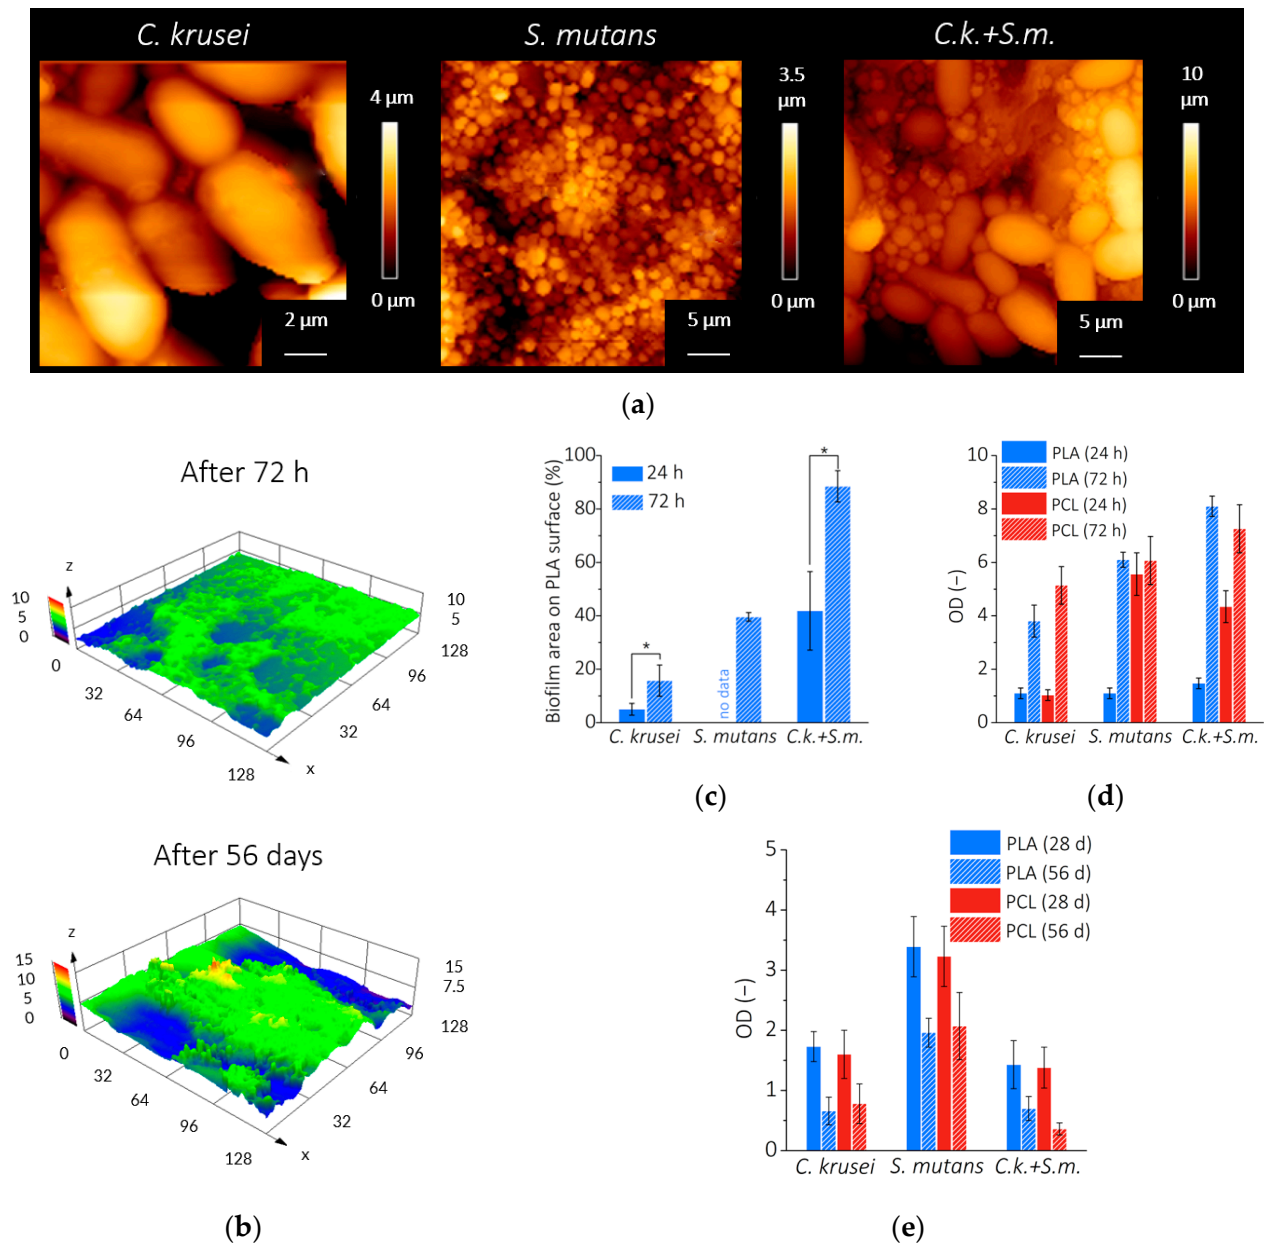 C. krusei
S. mutans
C.k.+S.m.
4 µm
0 µm
2 µm
3.5
µm
0 µm
5 µm
10
µm
0 µm
5 µm
(a)
After 72 h
z
10
5
0
0
32
64
96
128
x
32
64
96
128
10
5
After 56 days
z
15
10
5
0
0
32
64
96
128
x
32
64
96
128
15
7.5
(b)
Biofilm area on PLA surface (%)
100
80
60
40
20
0
24 h
72 h
*
*
no data
C. krusei
S. mutans
C.k.+S.m.
(c)
OD (−)
10
8
6
4
2
0
PLA (24 h)
PLA (72 h)
PCL (24 h)
PCL (72 h)
C. krusei
S. mutans
C.k.+S.m.
(d)
OD (−)
5
4
3
2
1
0
PLA (28 d)
PLA (56 d)
PCL (28 d)
PCL (56 d)
C. krusei
S. mutans
C.k.+S.m.
(e)